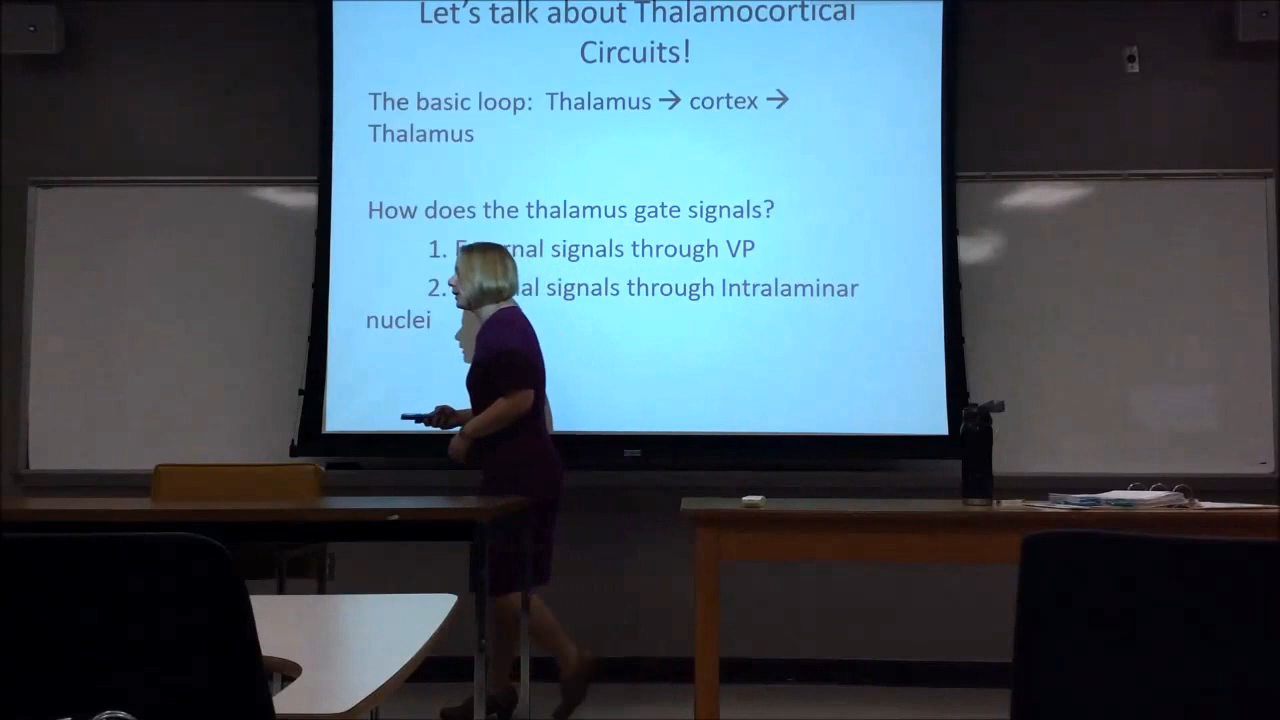 Let's talk about Thalamocortical
Circuits!
The basic loop: Thalamus → cortex →
Thalamus
How does the thalamus gate signals?
1. signals through VP
2. signals through Intralaminar
nuclei